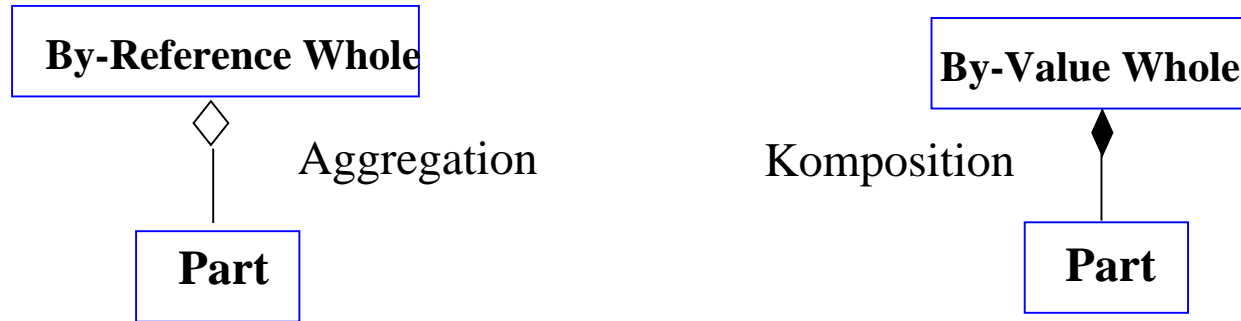 By-Reference Whole
Aggregation
Part
By-Value Whole
Komposition
Part